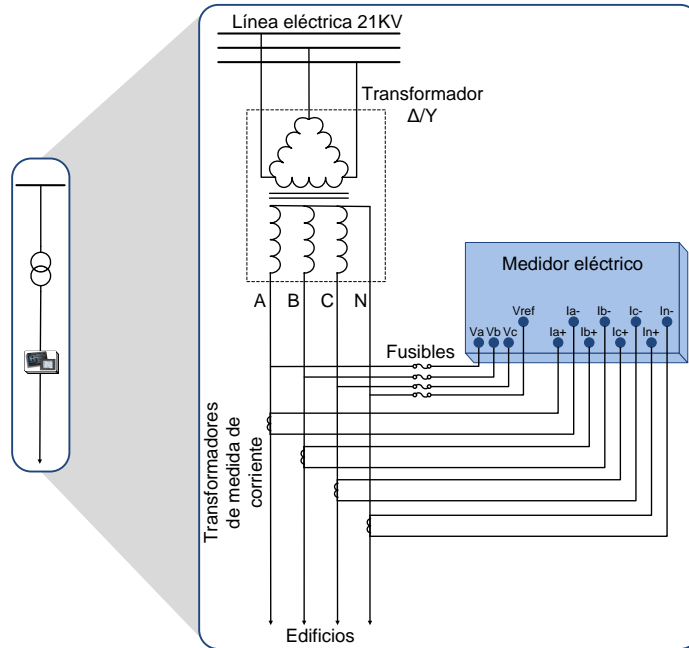 Línea eléctrica 21KV
Transformador
Δ/Y
Medidor eléctrico
A B C N
Vref Ia- Ib- Ic- In-
Va Vb Vc Ia+ Ib+ Ic+ In+
Fusibles
Transformadores
de medida de
corriente
Edificios